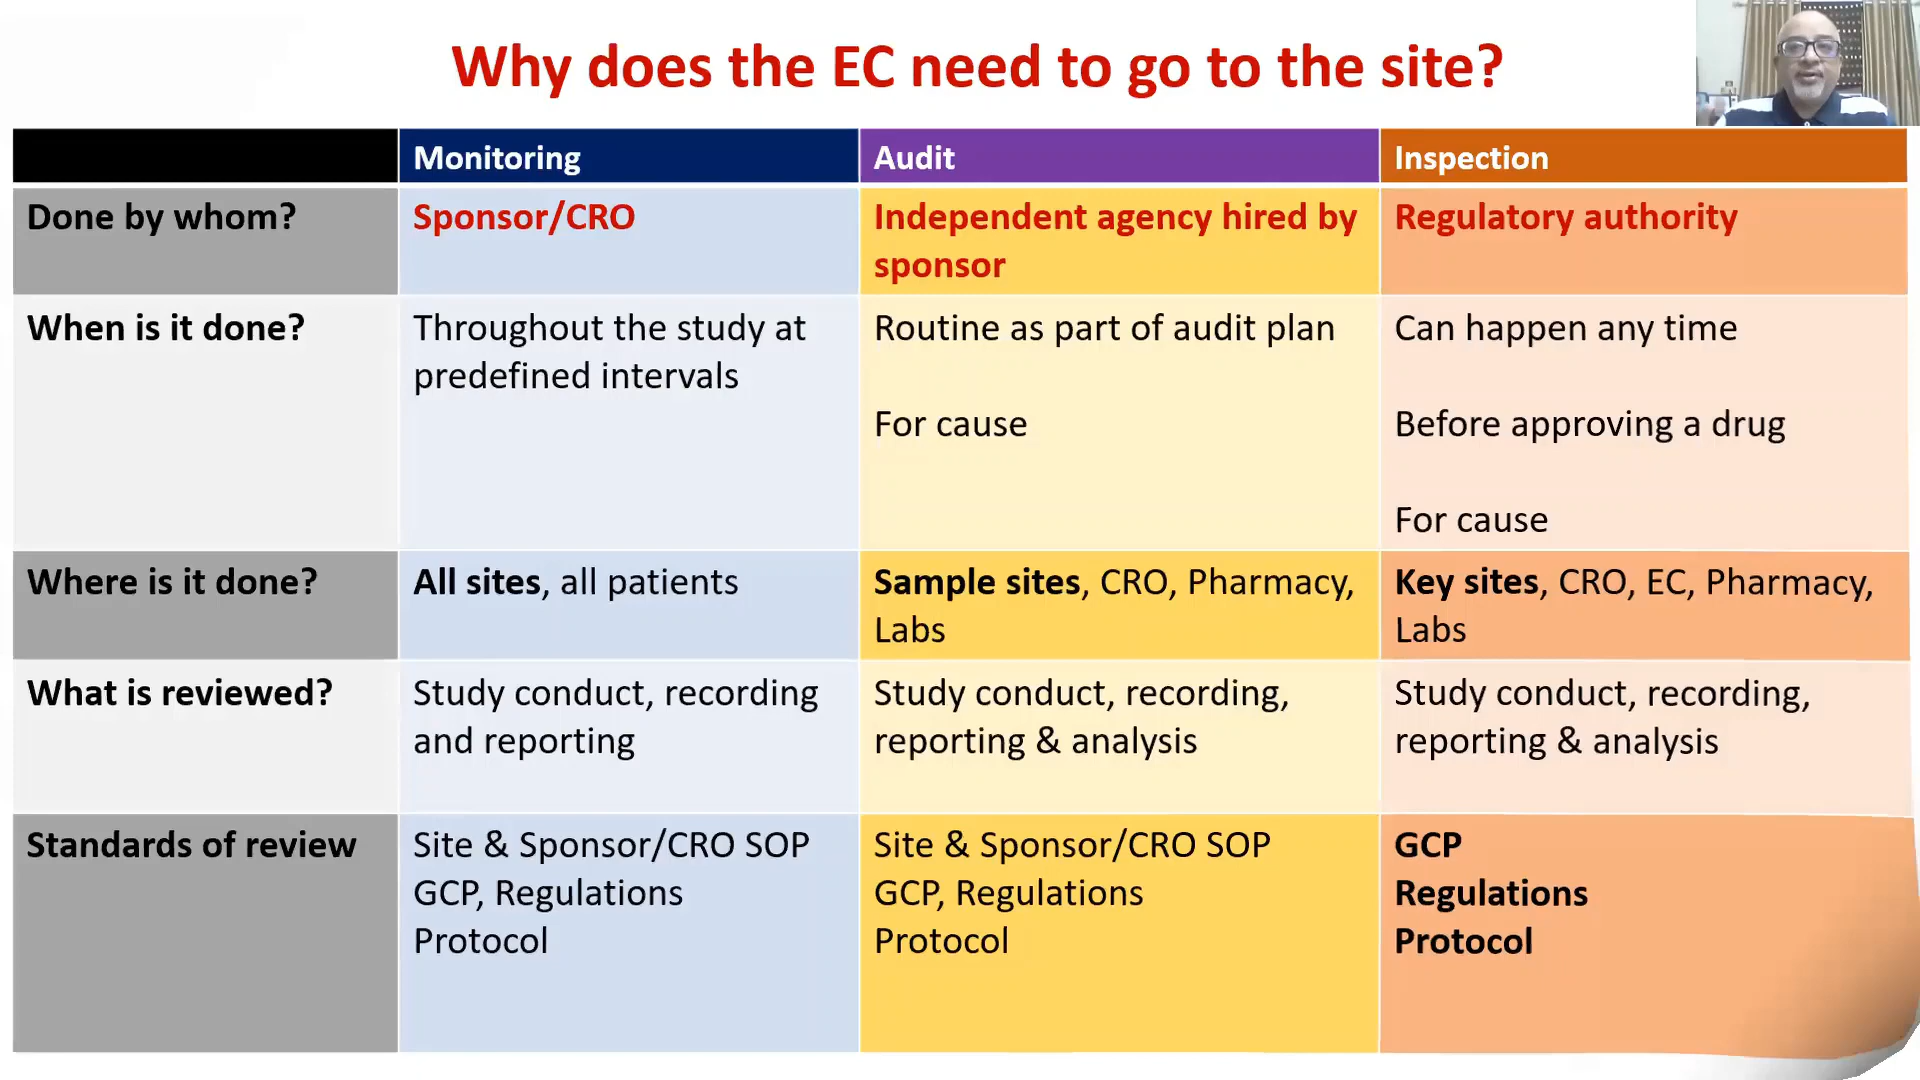 Why does the EC need to go to the site?
Monitoring
Audit
Inspection
Done by whom?
Sponsor/CRO
Independent agency hired by
sponsor
Regulatory authority
When is it done?
Throughout the study at
predefined intervals
Routine as part of audit plan
For cause
Can happen any time
Before approving a drug
For cause
Where is it done?
All sites, all patients
Sample sites, CRO, Pharmacy,
Labs
Key sites, CRO, EC, Pharmacy,
Labs
What is reviewed?
Study conduct, recording
and reporting
Study conduct, recording,
reporting & analysis
Study conduct, recording,
reporting & analysis
Standards of review
Site & Sponsor/CRO SOP
GCP, Regulations
Protocol
Site & Sponsor/CRO SOP
GCP, Regulations
Protocol
GCP
Regulations
Protocol